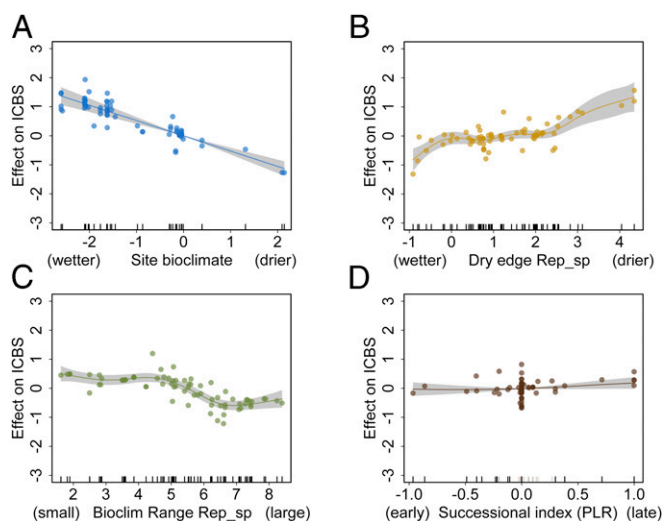 A
B
Effect on ICBS
3
2
1
0
-1
-2
-3
-2 -1 0 1 2
(wetter) Site bioclimate (drier)
Effect on ICBS
3
2
1
0
-1
-2
-3
-1 0 1 2 3 4
(wetter) Dry edge Rep_sp (drier)
C
D
Effect on ICBS
3
2
1
0
-1
-2
-3
2 3 4 5 6 7 8
(small) Bioclim Range Rep_sp (large)
Effect on ICBS
3
2
1
0
-1
-2
-3
-1.0 -0.5 0.0 0.5 1.0
(early) Successional index (PLR) (late)